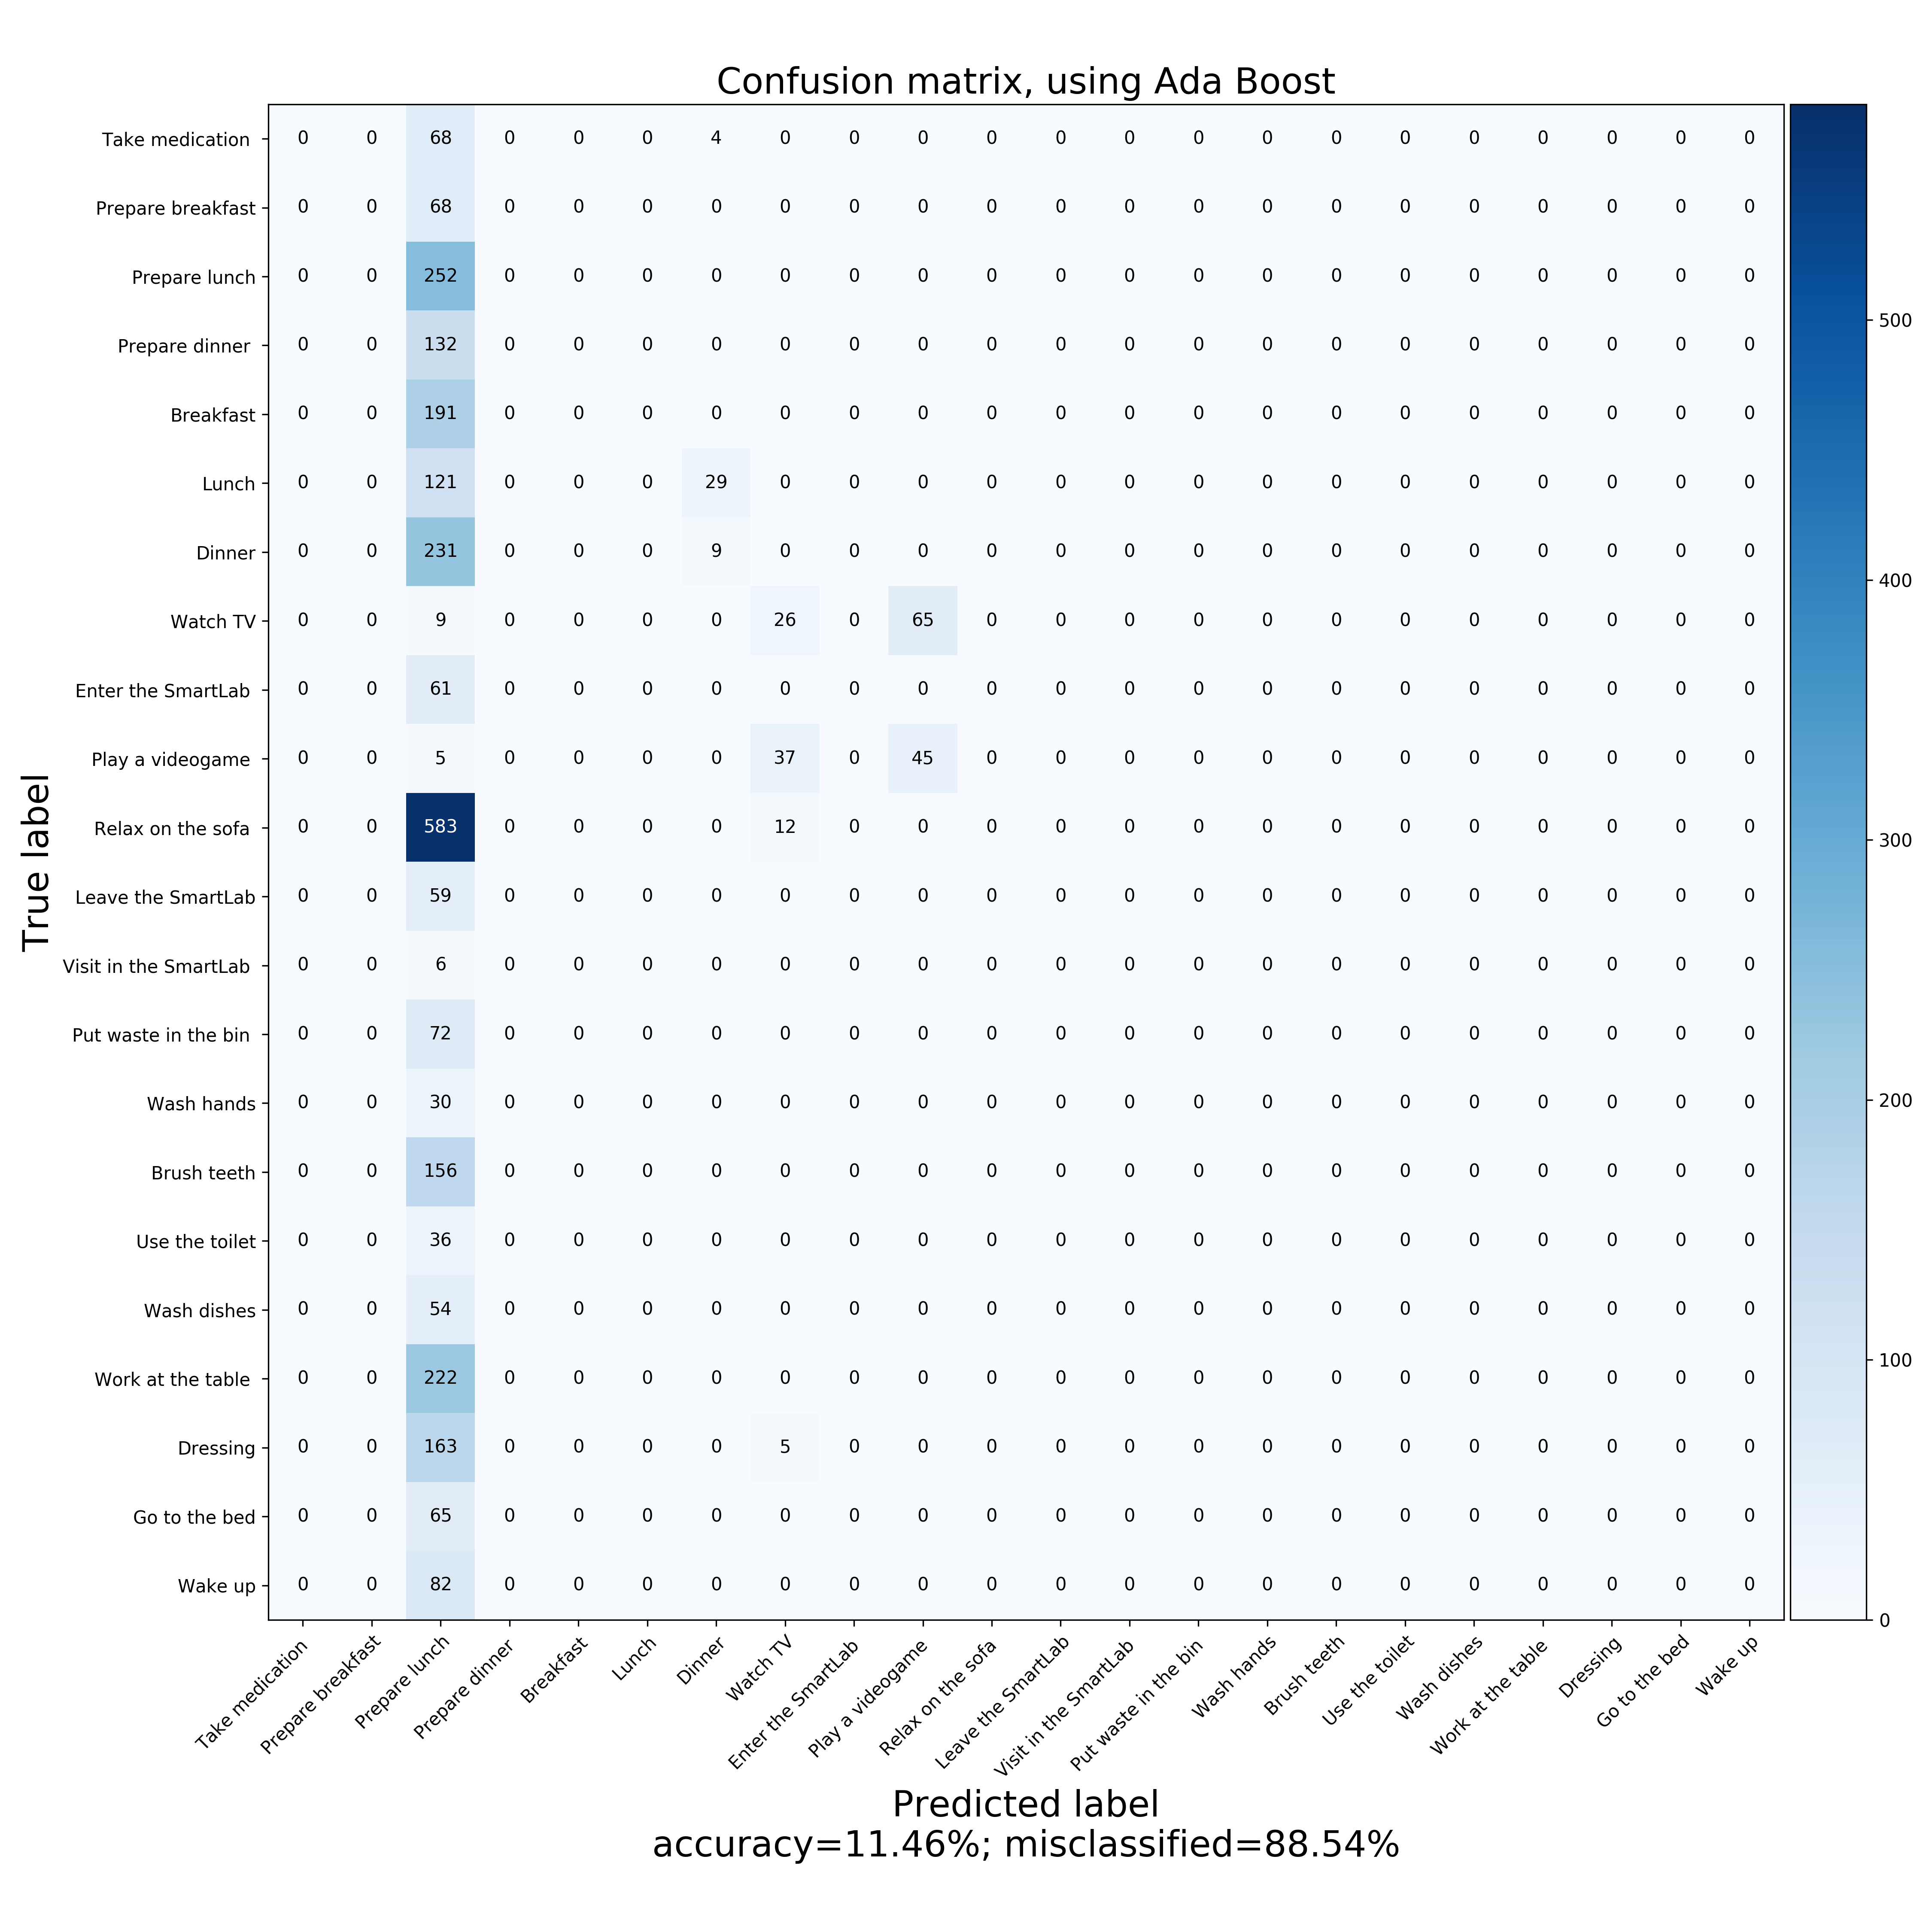 Confusion matrix, using Ada Boost
Take medication 0 0 68 0 0 0 4 0 0 0 0 0 0 0 0 0 0 0 0 0 0 0
Prepare breakfast 0 0 68 0 0 0 0 0 0 0 0 0 0 0 0 0 0 0 0 0 0 0
Prepare lunch 0 0 252 0 0 0 0 0 0 0 0 0 0 0 0 0 0 0 0 0 0 0
Prepare dinner 0 0 132 0 0 0 0 0 0 0 0 0 0 0 0 0 0 0 0 0 0 0
Breakfast 0 0 191 0 0 0 0 0 0 0 0 0 0 0 0 0 0 0 0 0 0 0
Lunch 0 0 121 0 0 0 29 0 0 0 0 0 0 0 0 0 0 0 0 0 0 0
Dinner 0 0 231 0 0 0 9 0 0 0 0 0 0 0 0 0 0 0 0 0 0 0
Watch TV 0 0 9 0 0 0 0 26 0 65 0 0 0 0 0 0 0 0 0 0 0 0
Enter the SmartLab 0 0 61 0 0 0 0 0 0 0 0 0 0 0 0 0 0 0 0 0 0 0
Play a videogame 0 0 5 0 0 0 0 37 0 45 0 0 0 0 0 0 0 0 0 0 0 0
Relax on the sofa 0 0 583 0 0 0 0 12 0 0 0 0 0 0 0 0 0 0 0 0 0 0
Leave the SmartLab 0 0 59 0 0 0 0 0 0 0 0 0 0 0 0 0 0 0 0 0 0 0
Visit in the SmartLab 0 0 6 0 0 0 0 0 0 0 0 0 0 0 0 0 0 0 0 0 0 0
Put waste in the bin 0 0 72 0 0 0 0 0 0 0 0 0 0 0 0 0 0 0 0 0 0 0
Wash hands 0 0 30 0 0 0 0 0 0 0 0 0 0 0 0 0 0 0 0 0 0 0
Brush teeth 0 0 156 0 0 0 0 0 0 0 0 0 0 0 0 0 0 0 0 0 0 0
Use the toilet 0 0 36 0 0 0 0 0 0 0 0 0 0 0 0 0 0 0 0 0 0 0
Wash dishes 0 0 54 0 0 0 0 0 0 0 0 0 0 0 0 0 0 0 0 0 0 0
Work at the table 0 0 222 0 0 0 0 0 0 0 0 0 0 0 0 0 0 0 0 0 0 0
Dressing 0 0 163 0 0 0 0 5 0 0 0 0 0 0 0 0 0 0 0 0 0 0
Go to the bed 0 0 65 0 0 0 0 0 0 0 0 0 0 0 0 0 0 0 0 0 0 0
Wake up 0 0 82 0 0 0 0 0 0 0 0 0 0 0 0 0 0 0 0 0 0 0
True label
500
400
300
200
100
0
Take medication
Prepare breakfast
Prepare lunch
Prepare dinner
Breakfast
Lunch
Dinner
Watch TV
Enter the SmartLab
Play a videogame
Relax on the sofa
Leave the SmartLab
Visit in the SmartLab
Put waste in the bin
Wash hands
Brush teeth
Use the toilet
Wash dishes
Work at the table
Dressing
Go to the bed
Wake up
Predicted label
accuracy=11.46%; misclassified=88.54%